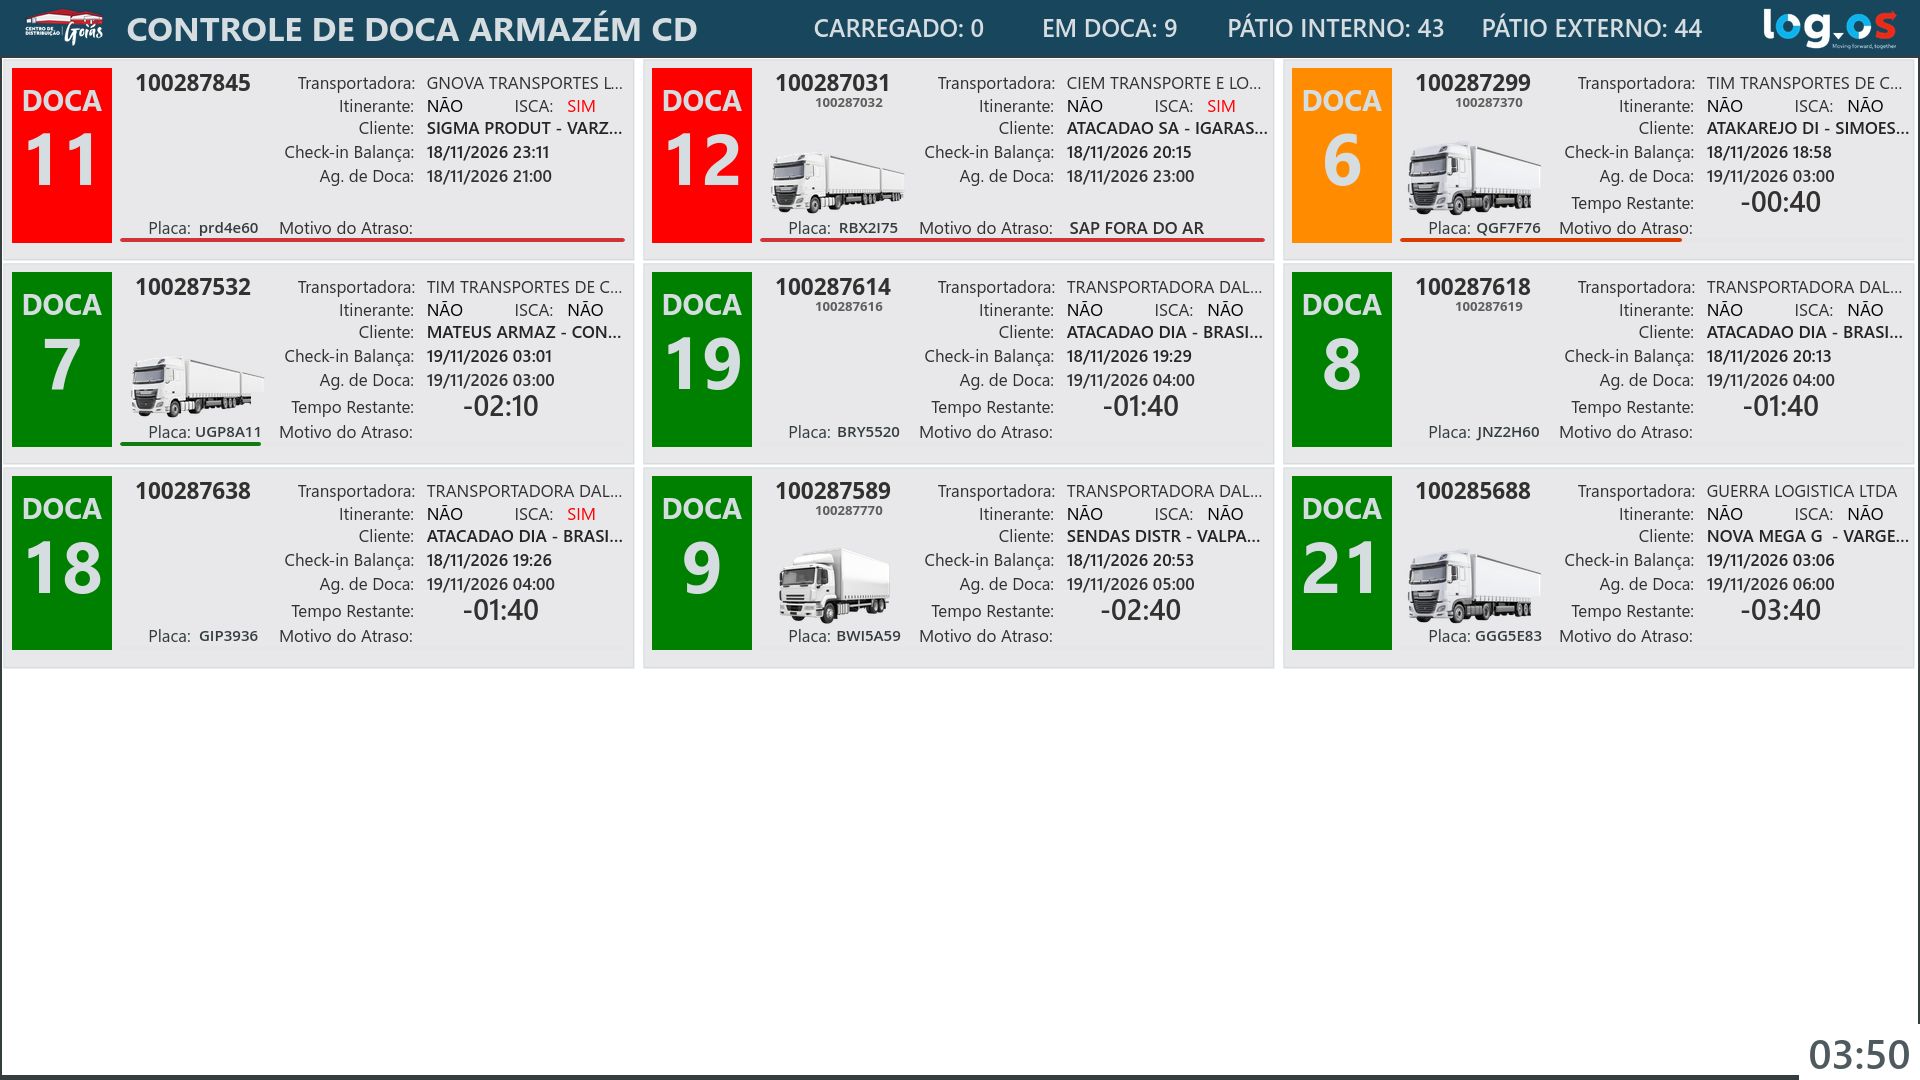 CENTRO DE DISTRIBUIÇÃO Goiás
CONTROLE DE DOCA ARMAZÉM CD
CARREGADO: 0
EM DOCA: 9
PÁTIO INTERNO: 43
PÁTIO EXTERNO: 44
log.os
Moving forward, together
DOCA
11
100287845
Transportadora: GNOVA TRANSPORTES L...
Itinerante: NÃO ISCA: SIM
Cliente: SIGMA PRODUT - VARZ...
Check-in Balança: 18/11/2026 23:11
Ag. de Doca: 18/11/2026 21:00
Placa: prd4e60 Motivo do Atraso:
DOCA
12
100287031
100287032
Transportadora: CIEM TRANSPORTE E LO...
Itinerante: NÃO ISCA: SIM
Cliente: ATACADAO SA - IGARAS...
Check-in Balança: 18/11/2026 20:15
Ag. de Doca: 18/11/2026 23:00
Placa: RBX2I75 Motivo do Atraso: SAP FORA DO AR
DOCA
6
100287299
100287370
Transportadora: TIM TRANSPORTES DE C...
Itinerante: NÃO ISCA: NÃO
Cliente: ATAKAREJO DI - SIMOES...
Check-in Balança: 18/11/2026 18:58
Ag. de Doca: 19/11/2026 03:00
Tempo Restante: -00:40
Placa: QGF7F76 Motivo do Atraso:
DOCA
7
100287532
Transportadora: TIM TRANSPORTES DE C...
Itinerante: NÃO ISCA: NÃO
Cliente: MATEUS ARMAZ - CON...
Check-in Balança: 19/11/2026 03:01
Ag. de Doca: 19/11/2026 03:00
Tempo Restante: -02:10
Placa: UGP8A11 Motivo do Atraso:
DOCA
19
100287614
100287616
Transportadora: TRANSPORTADORA DAL...
Itinerante: NÃO ISCA: NÃO
Cliente: ATACADAO DIA - BRASI...
Check-in Balança: 18/11/2026 19:29
Ag. de Doca: 19/11/2026 04:00
Tempo Restante: -01:40
Placa: BRY5520 Motivo do Atraso:
DOCA
8
100287618
100287619
Transportadora: TRANSPORTADORA DAL...
Itinerante: NÃO ISCA: NÃO
Cliente: ATACADAO DIA - BRASI...
Check-in Balança: 18/11/2026 20:13
Ag. de Doca: 19/11/2026 04:00
Tempo Restante: -01:40
Placa: JNZ2H60 Motivo do Atraso:
DOCA
18
100287638
Transportadora: TRANSPORTADORA DAL...
Itinerante: NÃO ISCA: SIM
Cliente: ATACADAO DIA - BRASI...
Check-in Balança: 18/11/2026 19:26
Ag. de Doca: 19/11/2026 04:00
Tempo Restante: -01:40
Placa: GIP3936 Motivo do Atraso:
DOCA
9
100287589
100287770
Transportadora: TRANSPORTADORA DAL...
Itinerante: NÃO ISCA: NÃO
Cliente: SENDAS DISTR - VALPA...
Check-in Balança: 18/11/2026 20:53
Ag. de Doca: 19/11/2026 05:00
Tempo Restante: -02:40
Placa: BWI5A59 Motivo do Atraso:
DOCA
21
100285688
Transportadora: GUERRA LOGISTICA LTDA
Itinerante: NÃO ISCA: NÃO
Cliente: NOVA MEGA G - VARGE...
Check-in Balança: 19/11/2026 03:06
Ag. de Doca: 19/11/2026 06:00
Tempo Restante: -03:40
Placa: GGG5E83 Motivo do Atraso:
03:50